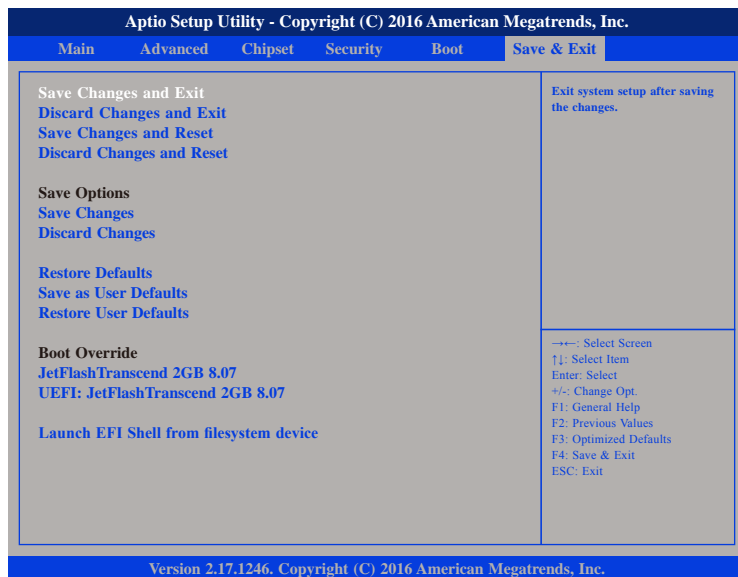 Aptio Setup Utility - Copyright (C) 2016 American Megatrends, Inc.
Main Advanced Chipset Security Boot Save & Exit
Save Changes and Exit
Discard Changes and Exit
Save Changes and Reset
Discard Changes and Reset
Save Options
Save Changes
Discard Changes
Restore Defaults
Save as User Defaults
Restore User Defaults
Boot Override
JetFlashTranscend 2GB 8.07
UEFI: JetFlashTranscend 2GB 8.07
Launch EFI Shell from filesystem device
Exit system setup after saving
the changes.
→←: Select Screen
↑↓: Select Item
Enter: Select
+/-: Change Opt.
F1: General Help
F2: Previous Values
F3: Optimized Defaults
F4: Save & Exit
ESC: Exit
Version 2.17.1246. Copyright (C) 2016 American Megatrends, Inc.